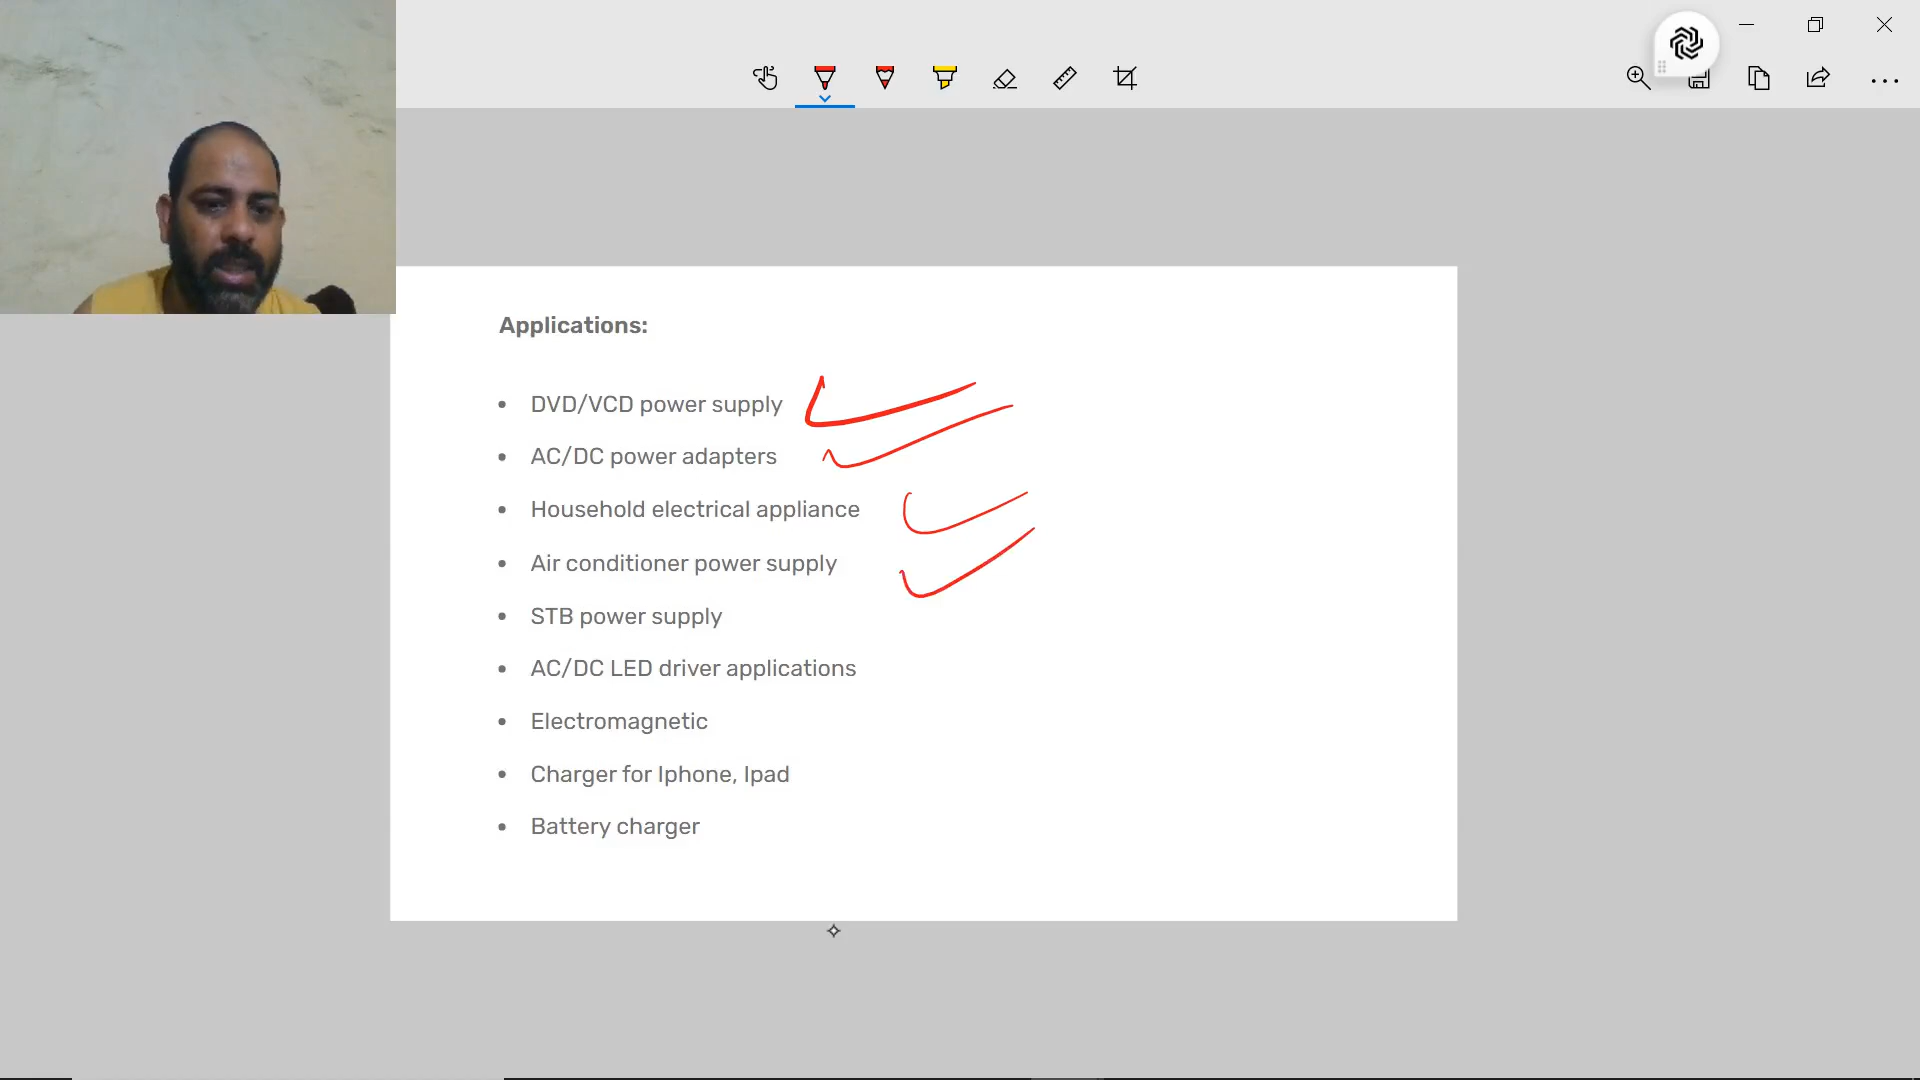 Applications:
• DVD/VCD power supply
• AC/DC power adapters
• Household electrical appliance
• Air conditioner power supply
• STB power supply
• AC/DC LED driver applications
• Electromagnetic
• Charger for Iphone, Ipad
• Battery charger